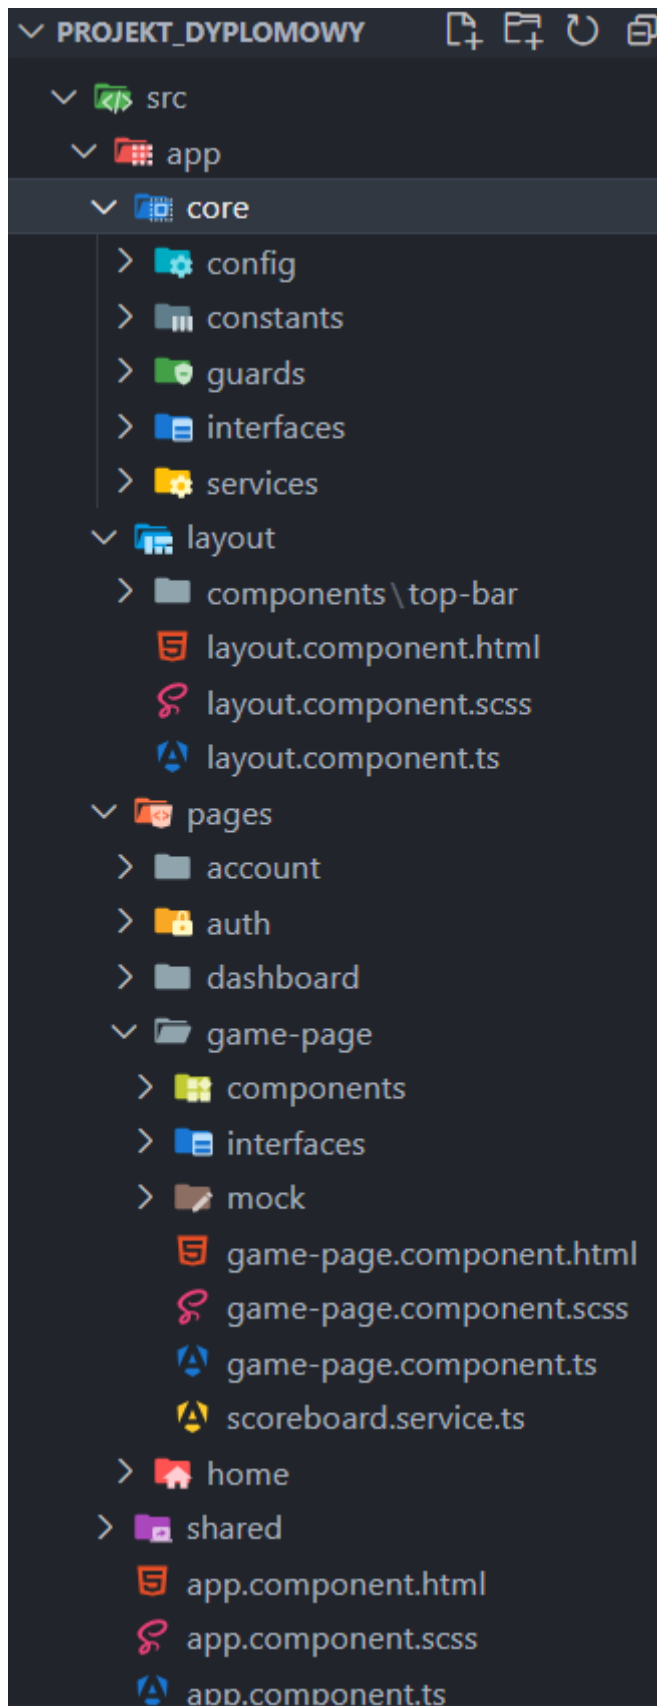 PROJEKT_DYPLOMOWY
src
app
core
config
constants
guards
interfaces
services
layout
components\top-bar
layout.component.html
layout.component.scss
layout.component.ts
pages
account
auth
dashboard
game-page
components
interfaces
mock
game-page.component.html
game-page.component.scss
game-page.component.ts
scoreboard.service.ts
home
shared
app.component.html
app.component.scss
app.component.ts